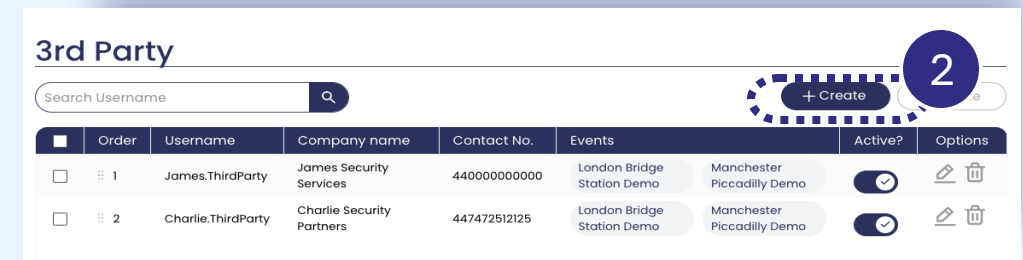 3rd Party
2
Search Username
+ Create
Order Username Company name Contact No. Events Active? Options
1 James.ThirdParty James Security Services 440000000000 London Bridge Station Demo Manchester Piccadilly Demo
2 Charlie.ThirdParty Charlie Security Partners 447472512125 London Bridge Station Demo Manchester Piccadilly Demo